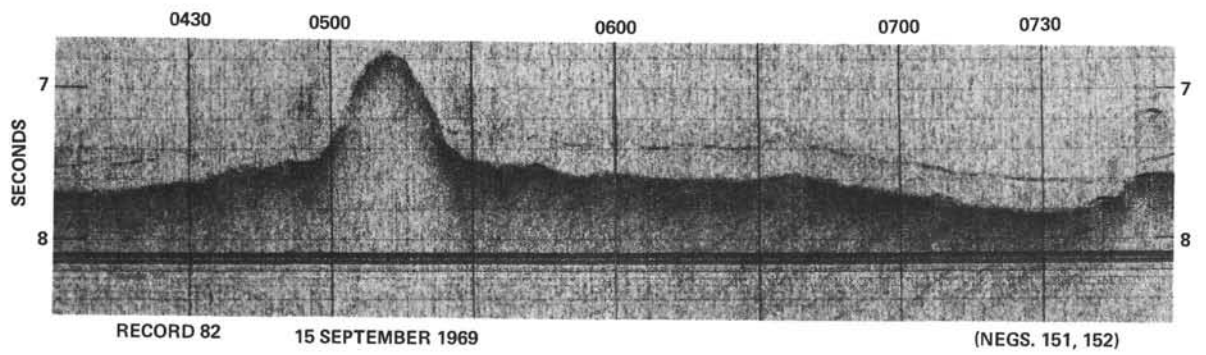 0430 0500 0600 0700 0730
7 7
SECONDS
8 8
RECORD 82 15 SEPTEMBER 1969 (NEGS. 151, 152)